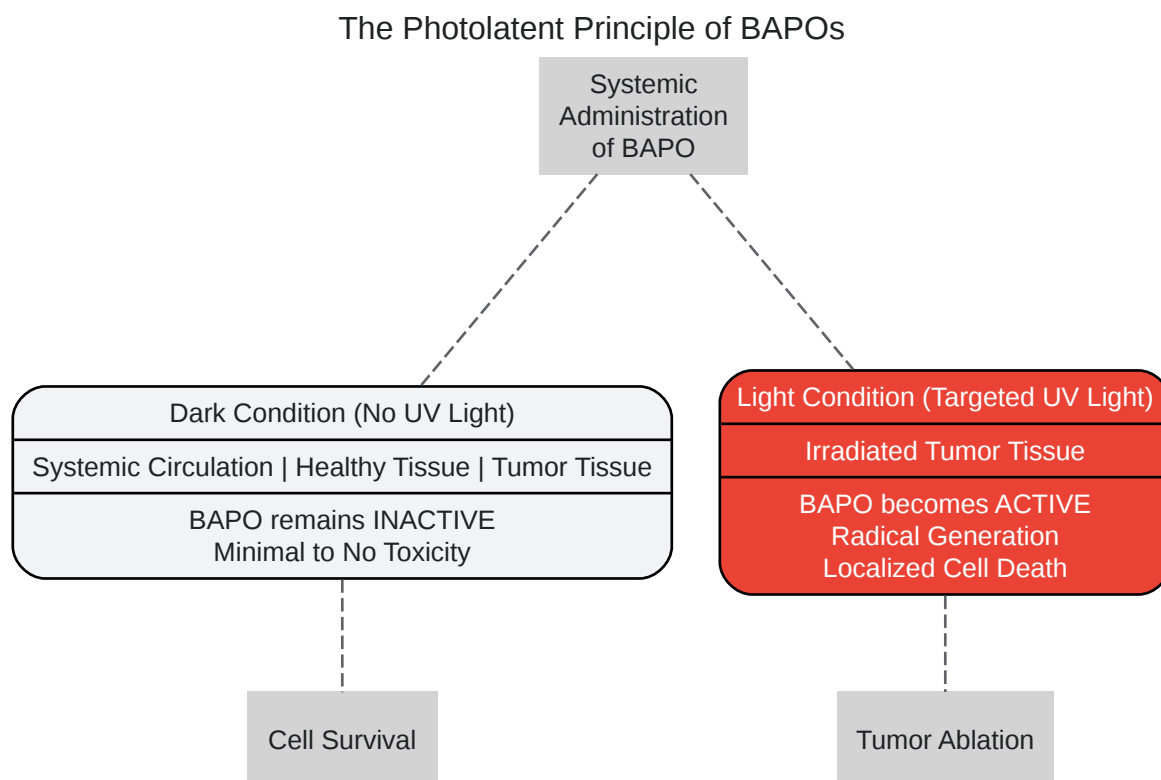 The Photolatent Principle of BAPOs
Systemic
Administration
of BAPO
Dark Condition (No UV Light)
Systemic Circulation | Healthy Tissue | Tumor Tissue
BAPO remains INACTIVE
Minimal to No Toxicity
Light Condition (Targeted UV Light)
Irradiated Tumor Tissue
BAPO becomes ACTIVE
Radical Generation
Localized Cell Death
Cell Survival
Tumor Ablation